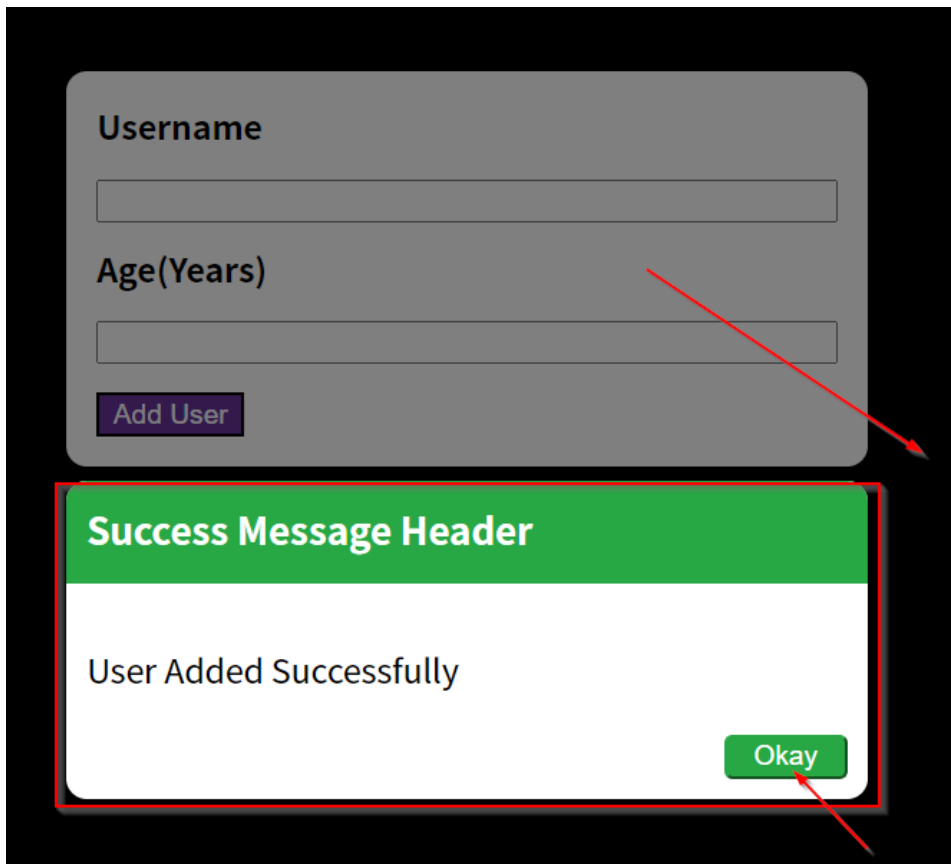 Username
Age(Years)
Add User
Success Message Header
User Added Successfully
Okay